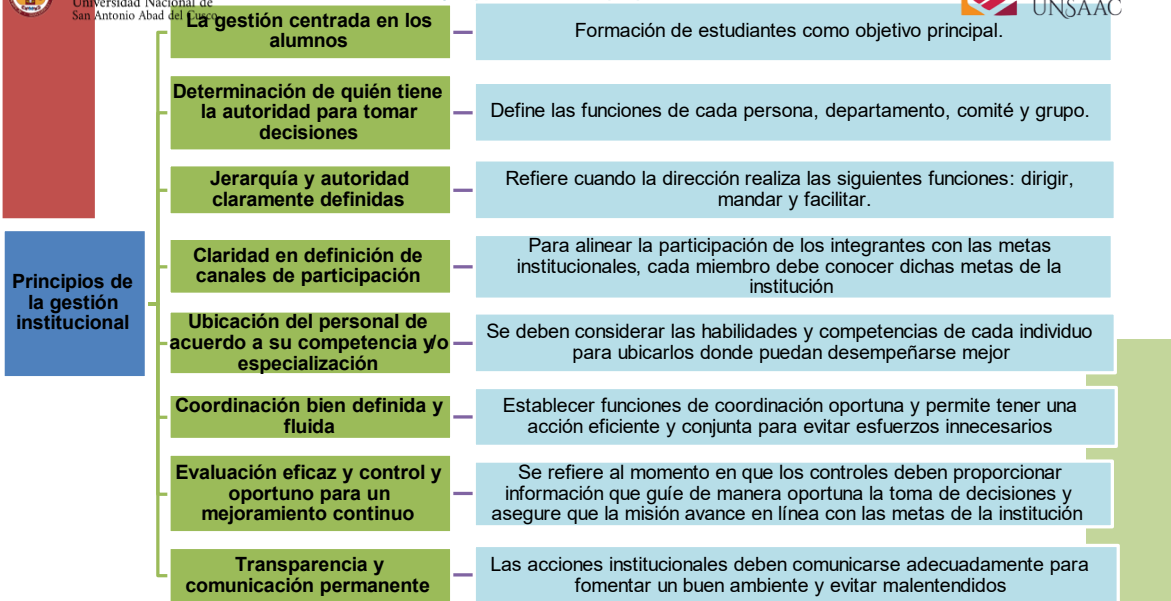 Universidad Nacional de
San Antonio Abad del Cusco
UNSAAC
Principios de
la gestión
institucional
La gestión centrada en los
alumnos
Formación de estudiantes como objetivo principal.
Determinación de quién tiene
la autoridad para tomar
decisiones
Define las funciones de cada persona, departamento, comité y grupo.
Jerarquía y autoridad
claramente definidas
Refiere cuando la dirección realiza las siguientes funciones: dirigir,
mandar y facilitar.
Claridad en definición de
canales de participación
Para alinear la participación de los integrantes con las metas
institucionales, cada miembro debe conocer dichas metas de la
institución
Ubicación del personal de
acuerdo a su competencia y/o
especialización
Se deben considerar las habilidades y competencias de cada individuo
para ubicarlos donde puedan desempeñarse mejor
Coordinación bien definida y
fluida
Establecer funciones de coordinación oportuna y permite tener una
acción eficiente y conjunta para evitar esfuerzos innecesarios
Evaluación eficaz y control y
oportuno para un
mejoramiento continuo
Se refiere al momento en que los controles deben proporcionar
información que guíe de manera oportuna la toma de decisiones y
asegure que la misión avance en línea con las metas de la institución
Transparencia y
comunicación permanente
Las acciones institucionales deben comunicarse adecuadamente para
fomentar un buen ambiente y evitar malentendidos